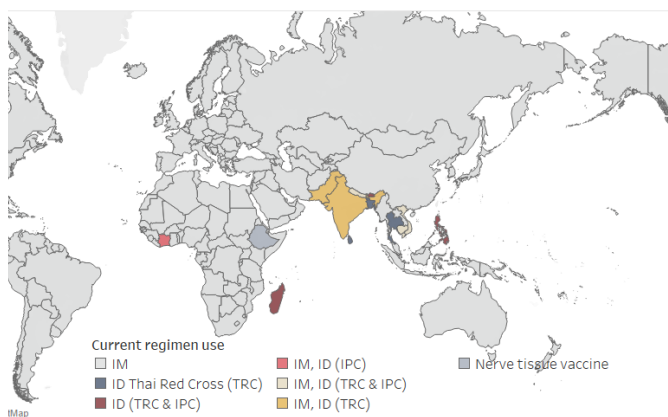 Current regimen use
IM
IM, ID (IPC)
Nerve tissue vaccine
ID Thai Red Cross (TRC)
IM, ID (TRC & IPC)
ID (TRC & IPC)
IM, ID (TRC)
tMap